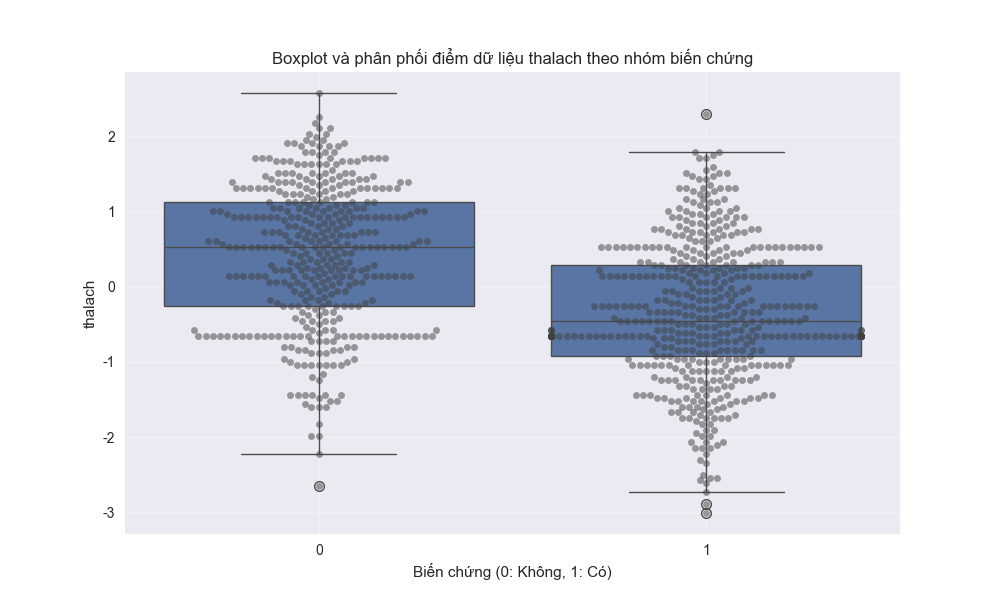 Boxplot và phân phối điểm dữ liệu thalach theo nhóm biến chứng
thalach
2
1
0
-1
-2
-3
0
1
Biến chứng (0: Không, 1: Có)